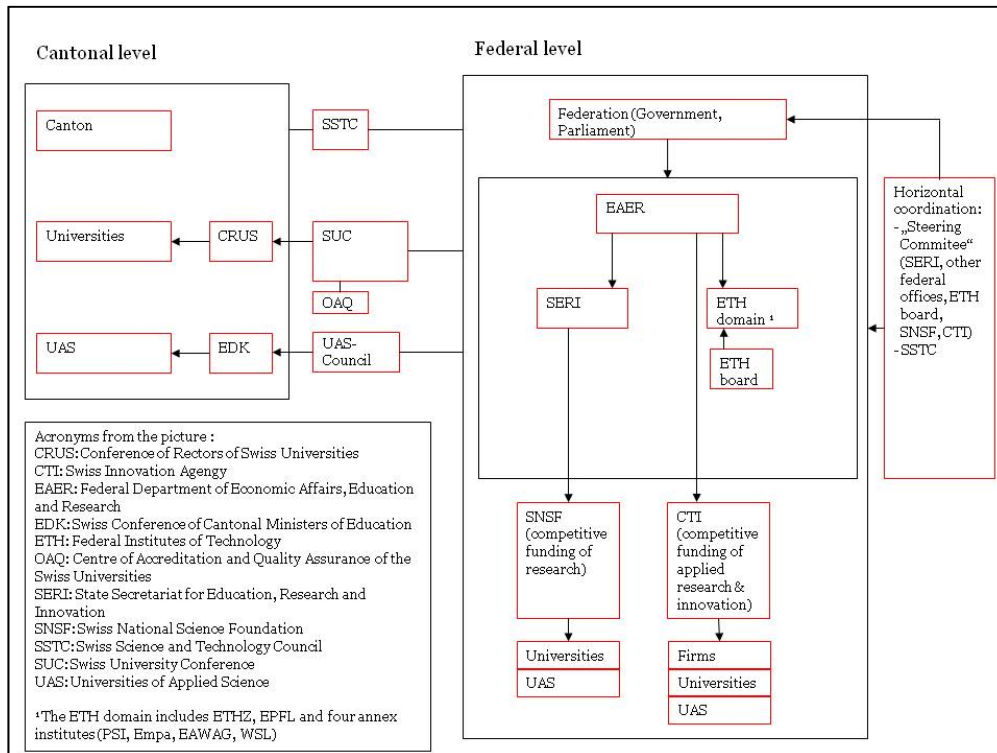 Cantonal level
Federal level
Canton
SSTC
Federation (Government,
Parliament)
Universities
CRUS
SUC
OAQ
UAS
EDK
UAS-
Council
EAER
SERI
ETH
domain ¹
ETH
board
Horizontal
coordination:
- „Steering
Commitee“
(SERI, other
federal
offices, ETH
board,
SNSF, CTI)
- SSTC
SNSF
(competitive
funding of
research)
CTI
(competitive
funding of
applied
research &
innovation)
Universities
UAS
Firms
Universities
UAS
Acronyms from the picture :
CRUS: Conference of Rectors of Swiss Universities
CTI: Swiss Innovation Agengy
EAER: Federal Department of Economic Affairs, Education
and Research
EDK: Swiss Conference of Cantonal Ministers of Education
ETH: Federal Institutes of Technology
OAQ: Centre of Accreditation and Quality Assurance of the
Swiss Universities
SERI: State Secretariat for Education, Research and
Innovation
SNSF: Swiss National Science Foundation
SSTC: Swiss Science and Technology Council
SUC: Swiss University Conference
UAS: Universities of Applied Science
¹The ETH domain includes ETHZ, EPFL and four annex
institutes (PSI, Empa, EAWAG, WSL)